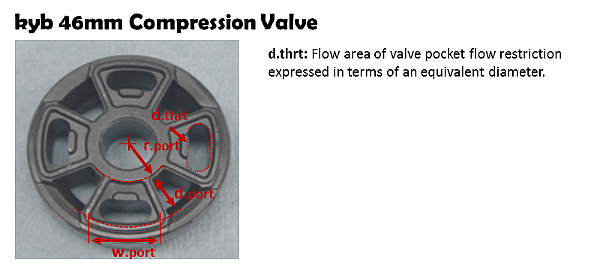 kyb 46mm Compression Valve
d.thrt: Flow area of valve pocket flow restriction
expressed in terms of an equivalent diameter.
d.thrt
r.port
d.port
w.port